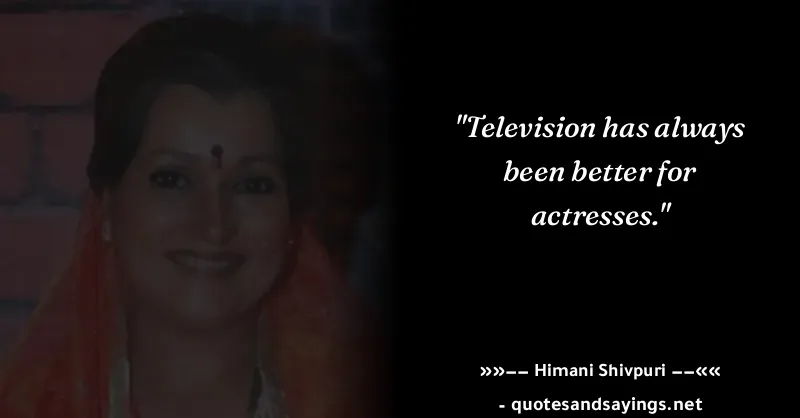 "Television has always
been better for
actresses."
»»−− Himani Shivpuri −−««
- quotesandsayings.net